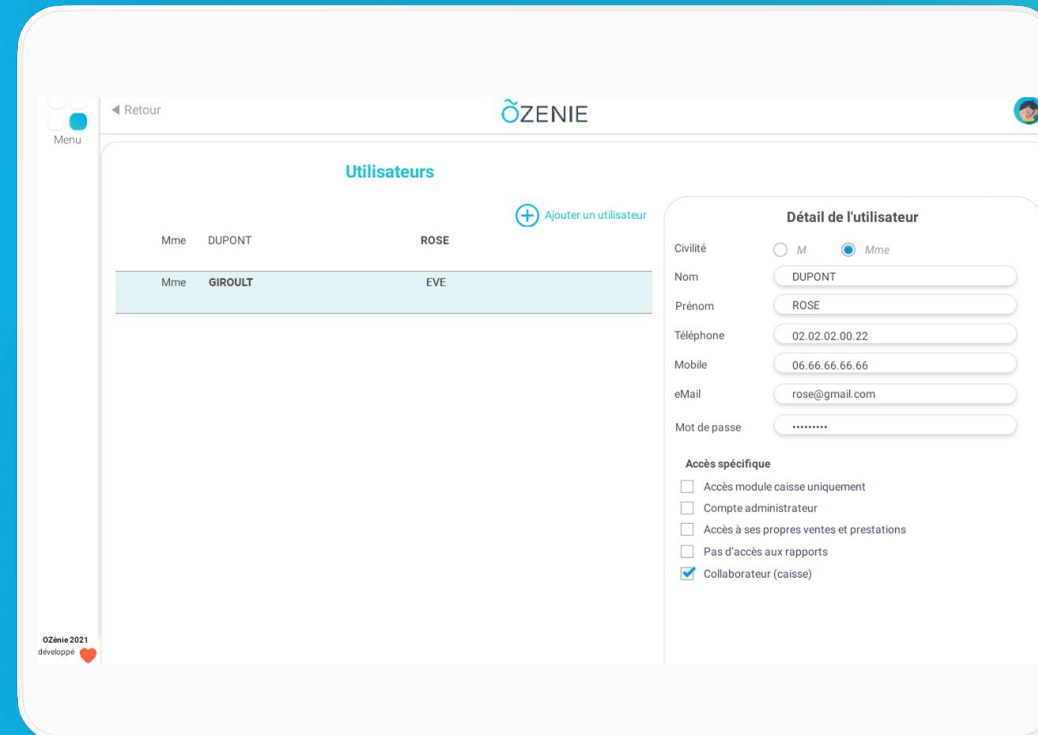 Menu
Retour
ÕZENIE
Utilisateurs
Ajouter un utilisateur
Mme DUPONT ROSE
Mme GIROULT EVE
Détail de l'utilisateur
Civilité M Mme
Nom DUPONT
Prénom ROSE
Téléphone 02.02.02.00.22
Mobile 06.66.66.66.66
eMail rose@gmail.com
Mot de passe •••••••••
Accès spécifique
Accès module caisse uniquement
Compte administrateur
Accès à ses propres ventes et prestations
Pas d'accès aux rapports
Collaborateur (caisse)
OZénie 2021
développé